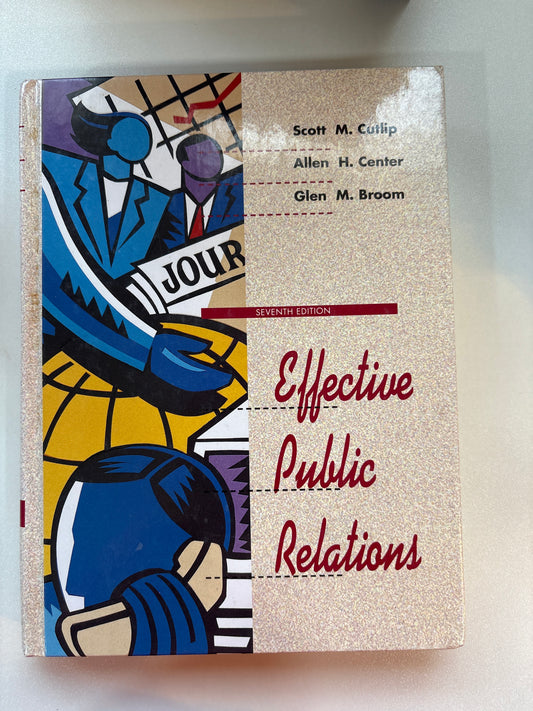 Scott M. Cutlip
Allen H. Center
Glen M. Broom
JOUR
SEVENTH EDITION
Effective
Public
Relations